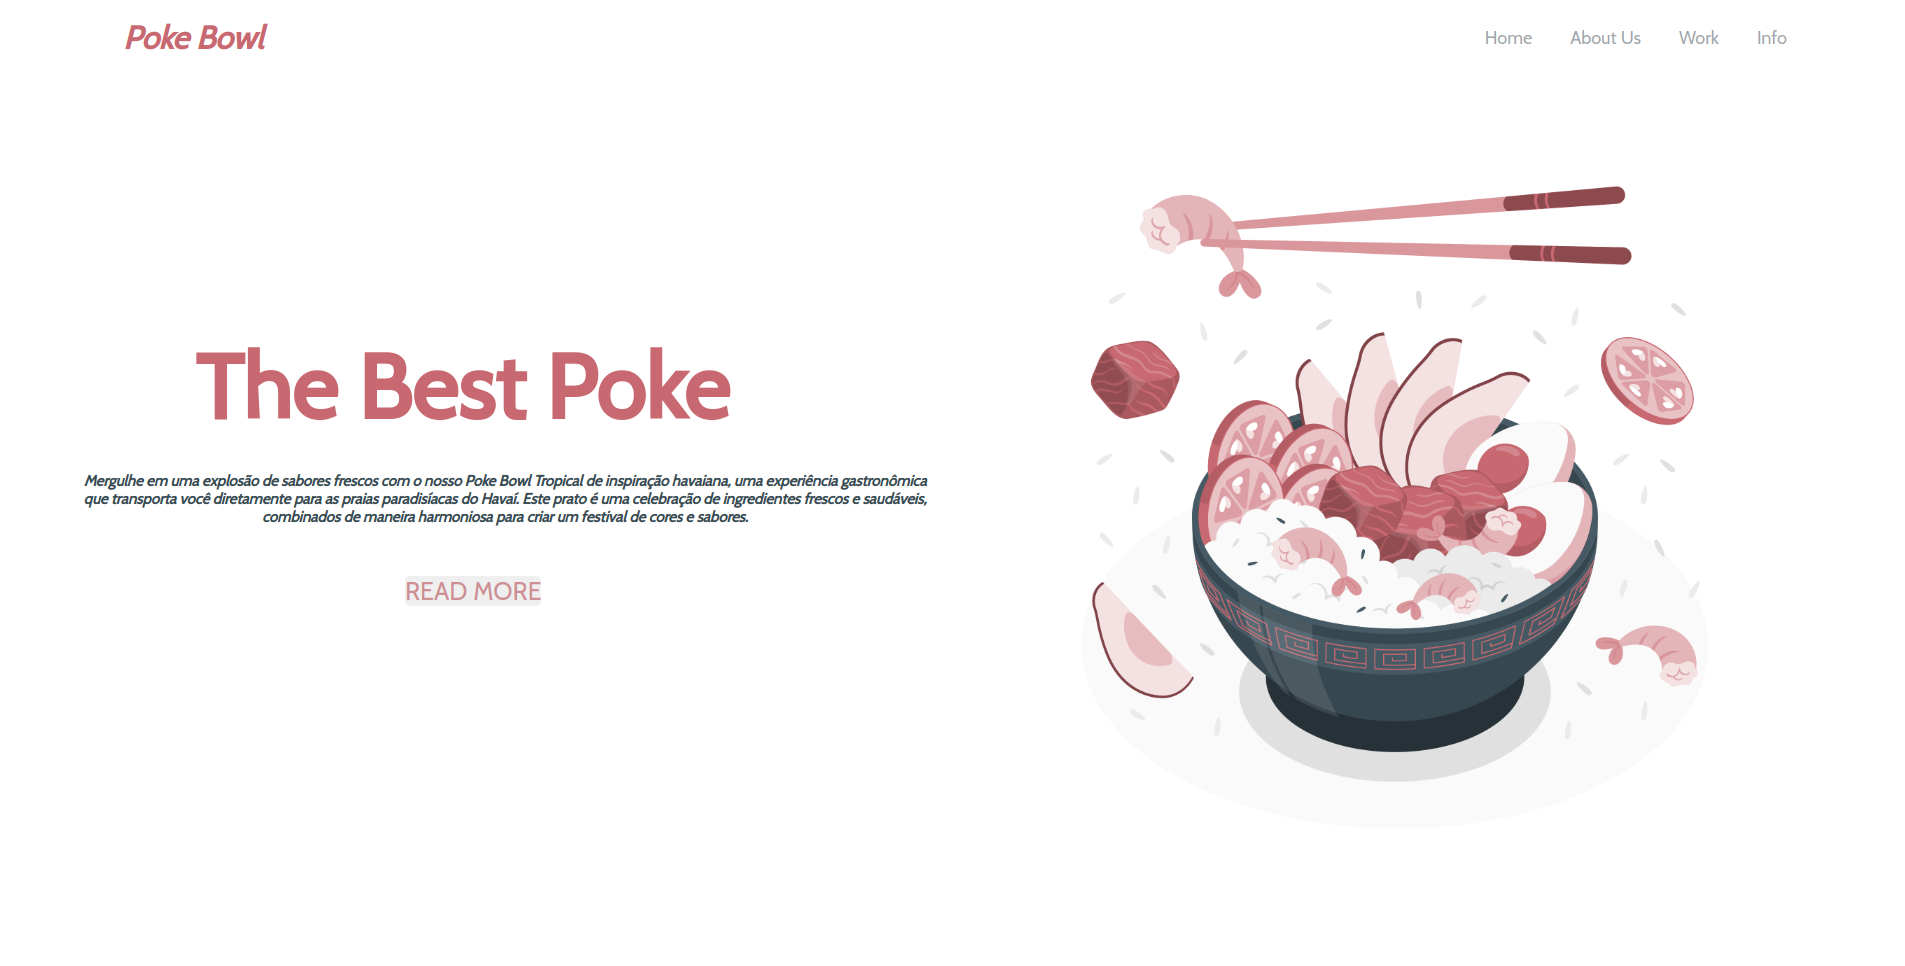 Poke Bowl
Home About Us Work Info
The Best Poke
Mergulhe em uma explosão de sabores frescos com o nosso Poke Bowl Tropical de inspiração havaiana, uma experiência gastronômica
que transporta você diretamente para as praias paradisíacas do Havaí. Este prato é uma celebração de ingredientes frescos e saudáveis,
combinados de maneira harmoniosa para criar um festival de cores e sabores.
READ MORE